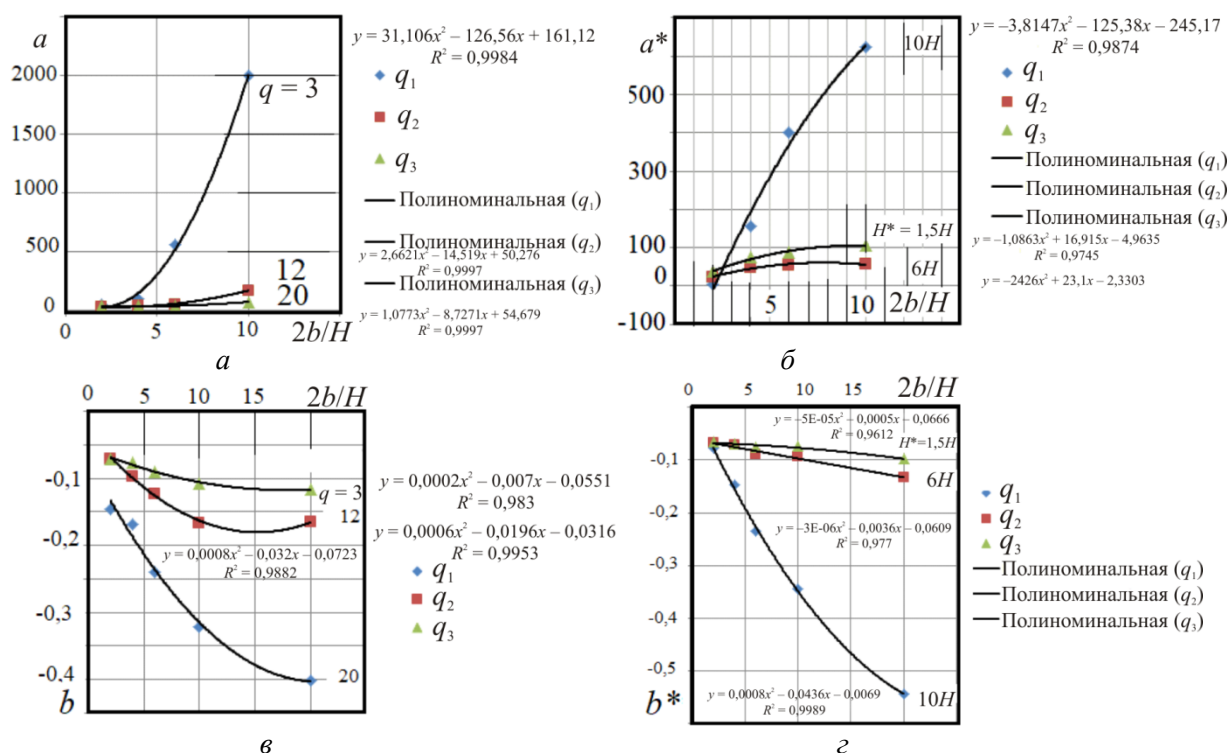 a
2000
1500
1000
500
0
0
5
10
2b/H
q = 3
12
20
y = 31,106x² – 126,56x + 161,12
R² = 0,9984
q₁
q₂
q₃
Полиноминальная (q₁)
Полиноминальная (q₂)
2,6621x² – 14,519x + 50,276
R² = 0,9997
Полиноминальная (q₃)
y = 1,0773x² – 8,7271x + 54,679
R² = 0,9997
а
a*
500
300
100
0
-100
5
10
2b/H
10H
H* = 1,5H
6H
y = –3,8147x² – 125,38x – 245,17
R² = 0,9874
q₁
q₂
q₃
Полиноминальная (q₁)
Полиноминальная (q₂)
Полиноминальная (q₃)
y = –1,0863x² + 16,915x – 4,9635
R² = 0,9745
y = –2426x² + 23,1x – 2,3303
б
0
5
10
15
2b/H
-0,1
-0,2
-0,3
-0,4
b
q = 3
12
20
y = 0,0008x² – 0,032x – 0,0723
R² = 0,9882
y = 0,0002x² – 0,007x – 0,0551
R² = 0,983
y = 0,0006x² – 0,0196x – 0,0316
R² = 0,9953
q₁
q₂
q₃
в
0
5
10
15
2b/H
-0,1
-0,2
-0,3
-0,4
-0,5
b*
y = –5E-05x² – 0,0005x – 0,0666
R² = 0,9612
H*=1,5H
6H
y = –3E-06x² – 0,0036x – 0,0609
R² = 0,977
y = 0,0008x² – 0,0436x – 0,0069
R² = 0,9989
10H
q₁
q₂
q₃
Полиноминальная (q₁)
Полиноминальная (q₂)
Полиноминальная (q₃)
г